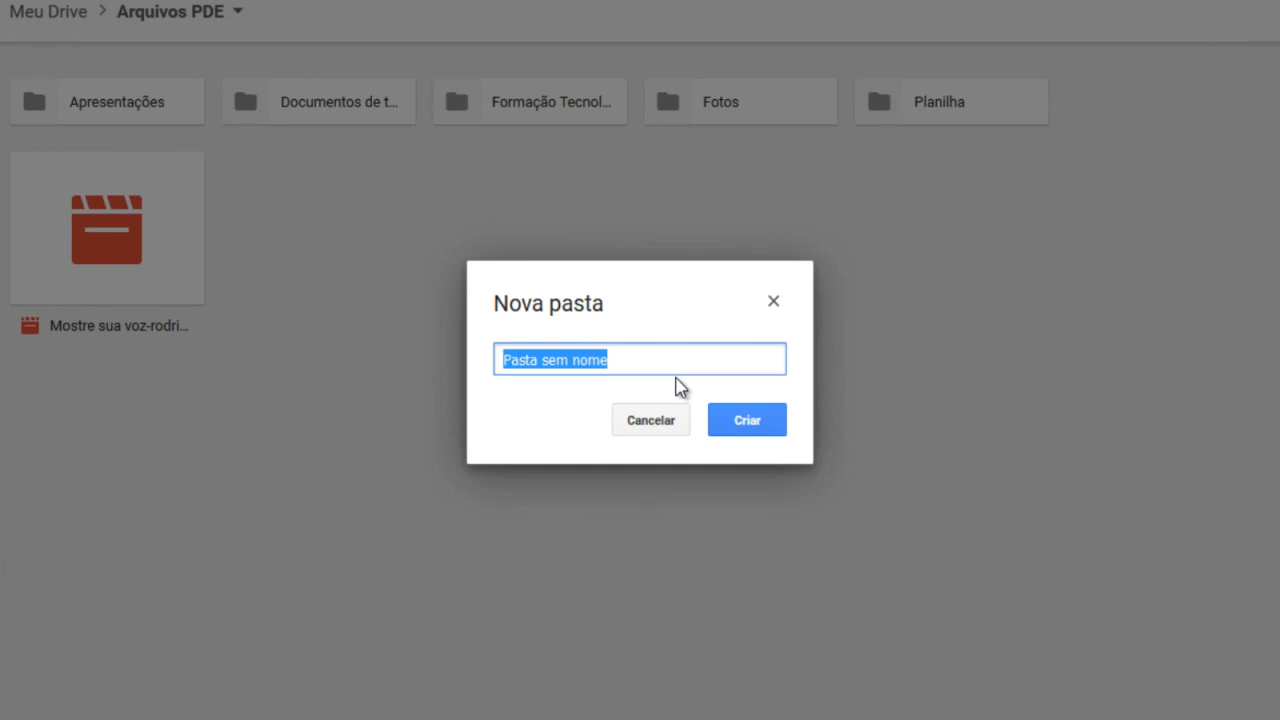 Meu Drive > Arquivos PDE
Apresentações
Documentos de t...
Formação Tecnol...
Fotos
Planilha
Mostre sua voz-rodri...
Nova pasta
Pasta sem nome
Cancelar
Criar